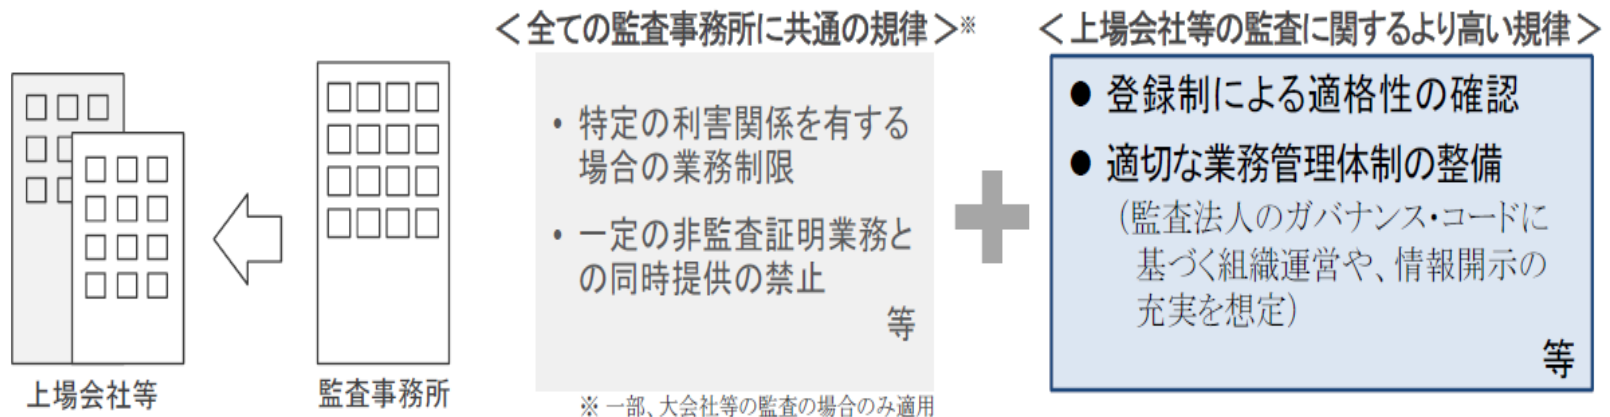 ＜全ての監査事務所に共通の規律＞※
・特定の利害関係を有する
場合の業務制限
・一定の非監査証明業務と
の同時提供の禁止
等
※ 一部、大会社等の監査の場合のみ適用
＜上場会社等の監査に関するより高い規律＞
● 登録制による適格性の確認
● 適切な業務管理体制の整備
（監査法人のガバナンス・コードに
基づく組織運営や、情報開示の
充実を想定）
等
上場会社等
監査事務所